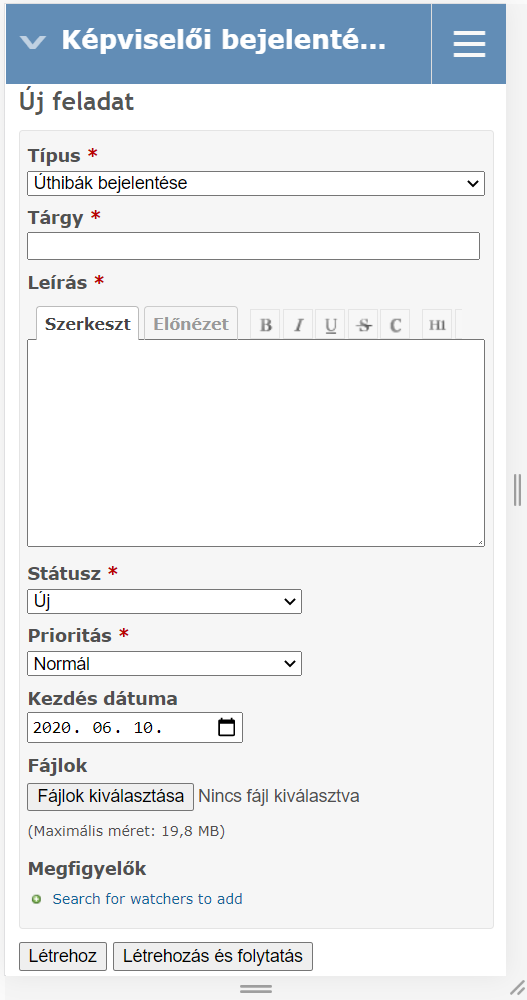 Képviselői bejelenté...
Új feladat
Típus *
Úthibák bejelentése
Tárgy *
Leírás *
Szerkeszt Előnézet B I U S C H1
Státusz *
Új
Prioritás *
Normál
Kezdés dátuma
2020. 06. 10.
Fájlok
Fájlok kiválasztása Nincs fájl kiválasztva
(Maximális méret: 19,8 MB)
Megfigyelők
Search for watchers to add
Létrehoz Létrehozás és folytatás